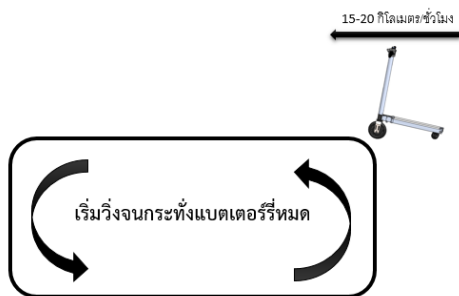 15-20 กิโลเมตร/ชั่วโมง
เริ่มวิ่งจนกระทั่งแบตเตอร์รี่หมด